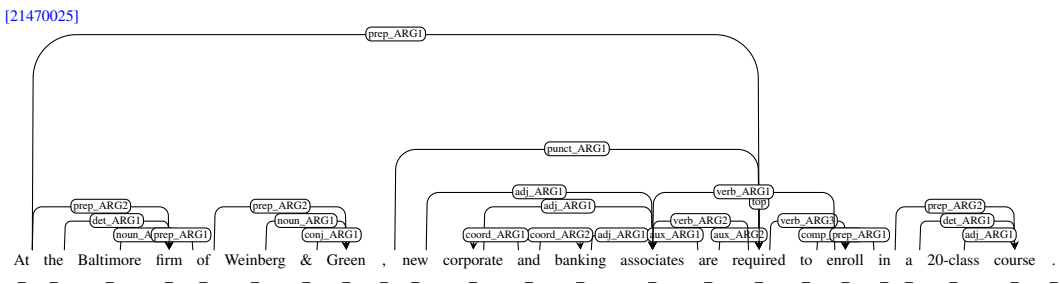 [21470025]
prep_ARG1
punct_ARG1
adj_ARG1 verb_ARG1
adj_ARG1 top
prep_ARG2 prep_ARG2 prep_ARG2
det_ARG1 noun_ARG1 verb_ARG2 verb_ARG3 det_ARG1
noun_A prep_ARG1 conj_ARG1 coord_ARG1 coord_ARG2 adj_ARG1 aux_ARG1 aux_ARG2 comp_ prep_ARG1 adj_ARG1
At the Baltimore firm of Weinberg & Green , new corporate and banking associates are required to enroll in a 20-class course .
_ _ _ _ _ _ _ _ _ _ _ _ _ _ _ _ _ _ _ _ _ _ _